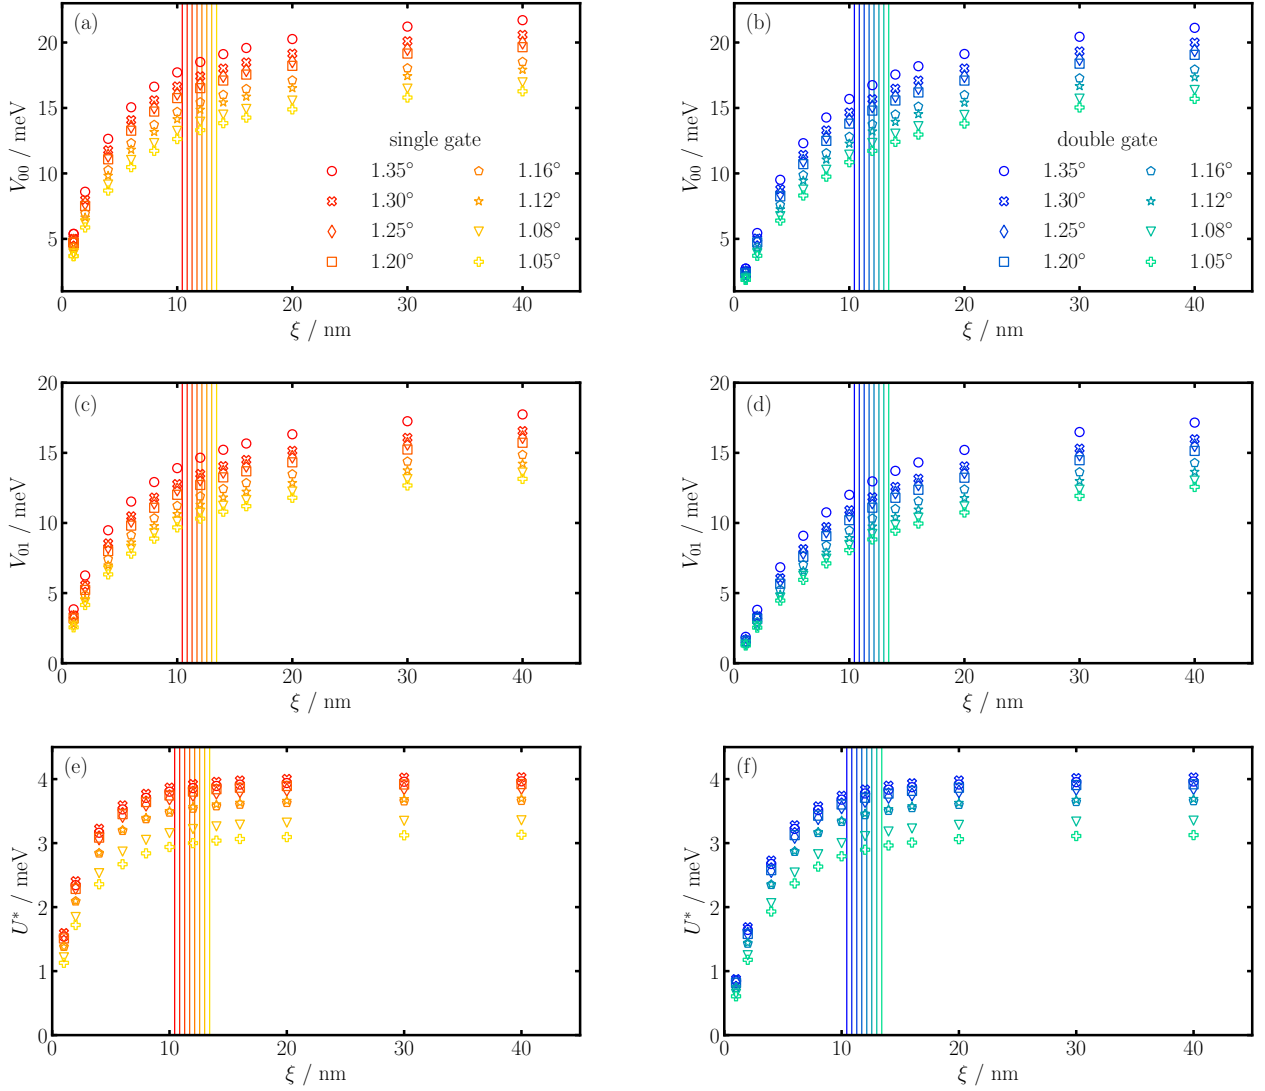 (a)
V₀₀ / meV
20
15
10
5
single gate
1.35° 1.16°
1.30° 1.12°
1.25° 1.08°
1.20° 1.05°
0 10 20 30 40
ξ / nm
(b)
V₀₀ / meV
20
15
10
5
double gate
1.35° 1.16°
1.30° 1.12°
1.25° 1.08°
1.20° 1.05°
0 10 20 30 40
ξ / nm
(c)
V₀₁ / meV
20
15
10
5
0
0 10 20 30 40
ξ / nm
(d)
V₀₁ / meV
20
15
10
5
0
0 10 20 30 40
ξ / nm
(e)
U* / meV
4
3
2
1
0
0 10 20 30 40
ξ / nm
(f)
U* / meV
4
3
2
1
0
0 10 20 30 40
ξ / nm